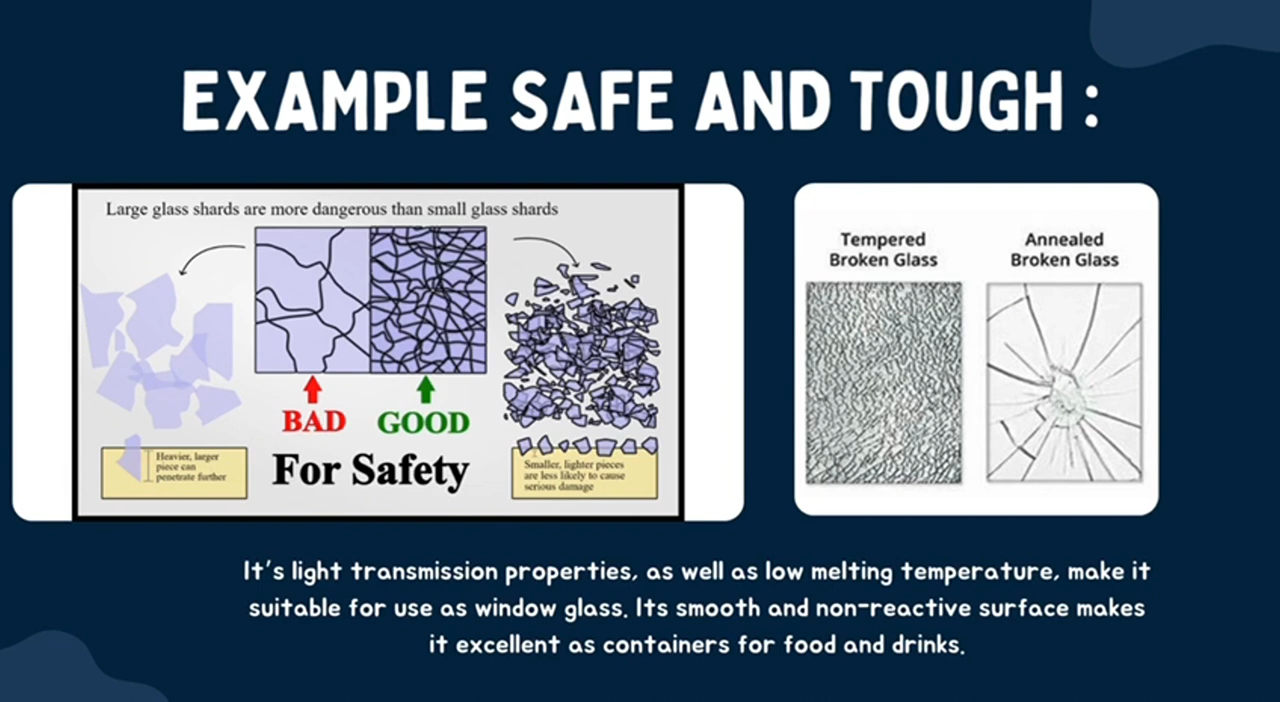 EXAMPLE SAFE AND TOUGH :
Large glass shards are more dangerous than small glass shards
BAD
GOOD
For Safety
Heavier, larger
piece can
penetrate further
Smaller, lighter pieces
are less likely to cause
serious damage
Tempered
Broken Glass
Annealed
Broken Glass
It's light transmission properties, as well as low melting temperature, make it
suitable for use as window glass. Its smooth and non-reactive surface makes
it excellent as containers for food and drinks.